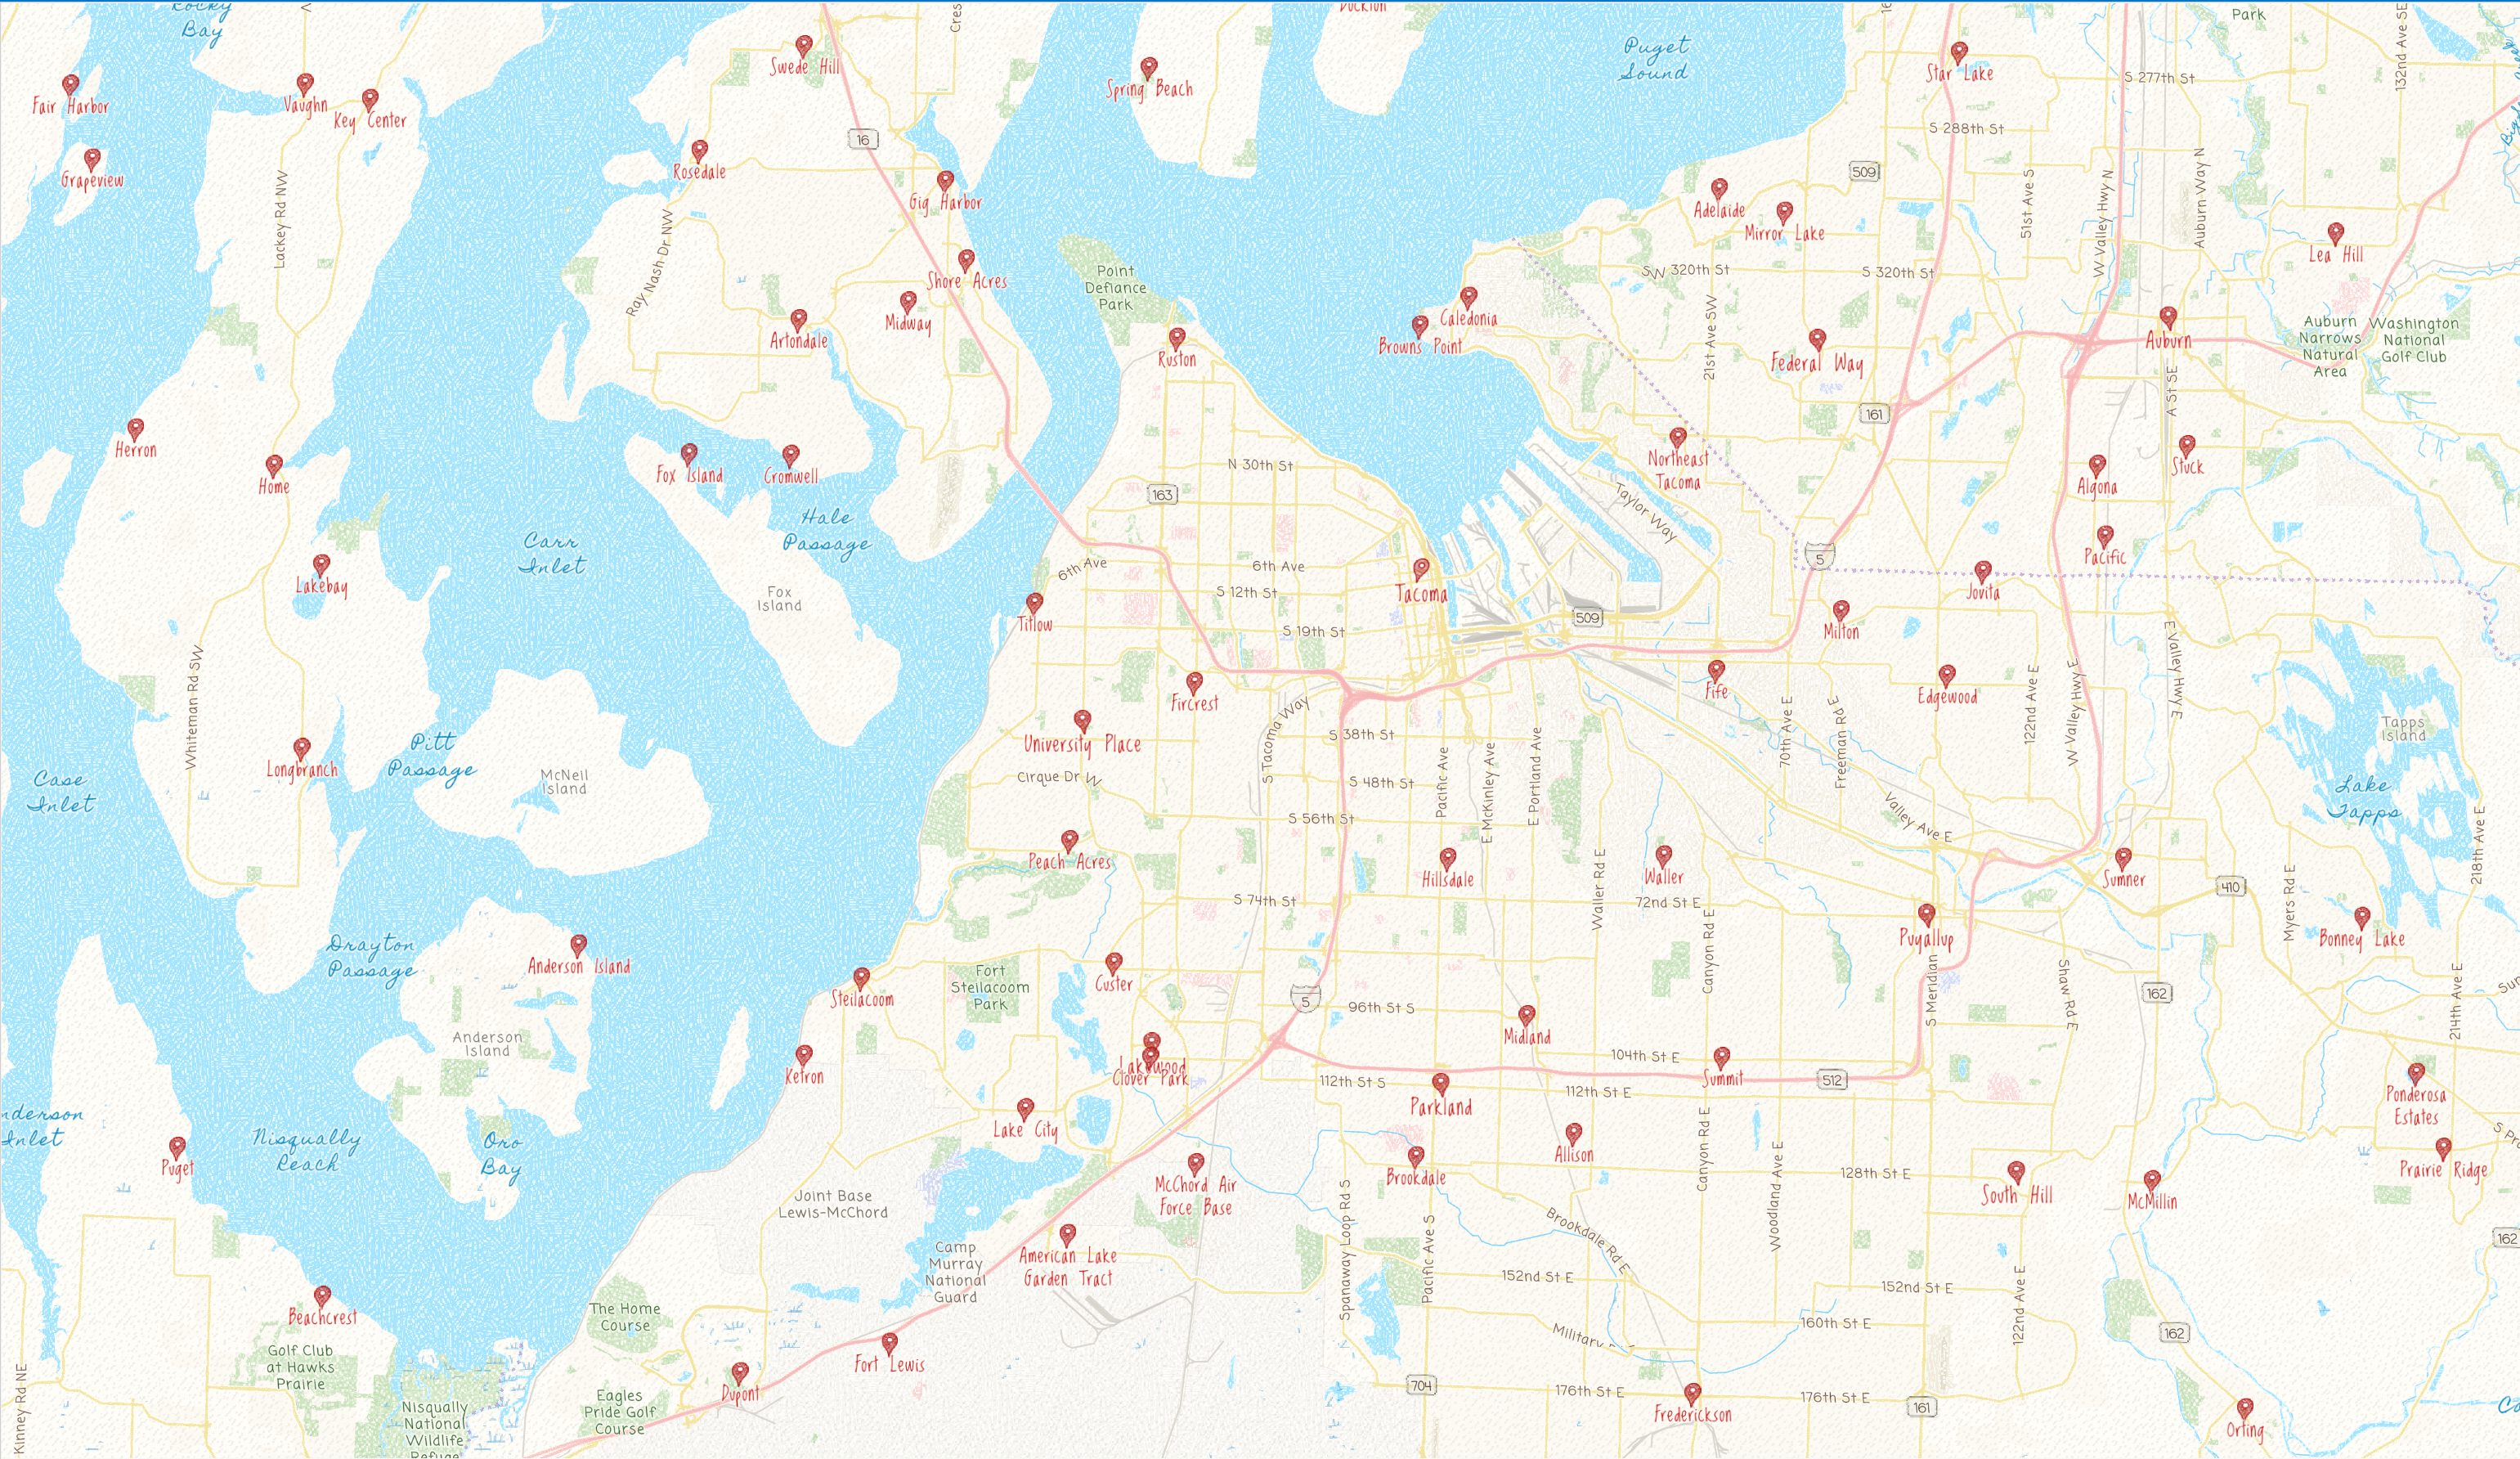 Rocky
Bay
Dockton
Park
Puget
Sound
Swede Hill
Star Lake
132nd Ave SE
S 277th St
Fair Harbor
Vaughn
Key Center
Spring Beach
16
S 288th St
Grapeview
Rosedale
Gig Harbor
509
Auburn Way N
W Valley Hwy N
51st Ave S
Lackey Rd NW
Ray Nash Dr NW
Adelaide
Mirror Lake
Lea Hill
Shore Acres
Point
Defiance
Park
SW 320th St
S 320th St
Artondale
Midway
Ruston
Caledonia
Browns Point
21st Ave SW
Federal Way
Auburn
Auburn
Narrows
Natural
Area
Washington
National
Golf Club
A St SE
161
Herron
Home
Fox Island
Cromwell
N 30th St
163
Northeast
Tacoma
Algona
Stuck
Taylor Way
Hale
Passage
Carr
Inlet
Pacific
5
Lakebay
Fox
Island
6th Ave
6th Ave
S 12th St
Tacoma
509
Jovita
Titlow
S 19th St
Milton
E Valley Hwy E
Whiteman Rd SW
Fircrest
Fife
Edgewood
122nd Ave E
W Valley Hwy E
Tapps
Island
University Place
S Tacoma Way
S 38th St
Pacific Ave
E McKinley Ave
E Portland Ave
70th Ave E
Freeman Rd E
Pitt
Passage
Longbranch
McNeil
Island
Case
Inlet
Cirque Dr W
S 48th St
Lake
Tapps
S 56th St
Valley Ave E
218th Ave E
Peach Acres
Hillsdale
Waller Rd E
Waller
Sumner
410
Myers Rd E
S 74th St
72nd St E
Canyon Rd E
Puyallup
Bonney Lake
Drayton
Passage
Anderson Island
Steilacoom
Fort
Steilacoom
Park
Custer
5
96th St S
S Meridian
Shaw Rd E
162
214th Ave E
Anderson
Island
Ketron
Lakewood
Clover Park
Midland
104th St E
Summit
512
112th St S
Parkland
112th St E
Ponderosa
Estates
nderson
Inlet
Puget
Nisqually
Reach
Oro
Bay
Lake City
Allison
Canyon Rd E
Woodland Ave E
128th St E
Brookdale
South Hill
McMillin
Prairie Ridge
Joint Base
Lewis-McChord
McChord Air
Force Base
Spanaway Loop Rd S
Pacific Ave S
Brookdale Rd E
American Lake
Garden Tract
Camp
Murray
National
Guard
162
152nd St E
152nd St E
122nd Ave E
Beachcrest
The Home
Course
160th St E
Military
162
Golf Club
at Hawks
Prairie
Fort Lewis
Dupont
Kinney Rd NE
Eagles
Pride Golf
Course
Nisqually
National
Wildlife
Refuge
704
176th St E
176th St E
Frederickson
161
Orting